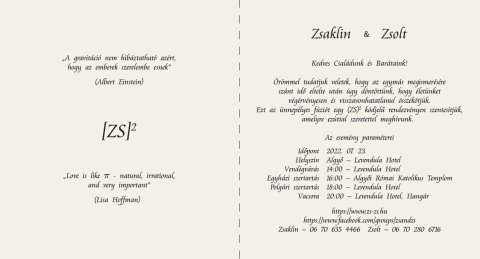 „A gravitáció nem hibáztatható azért,
hogy az emberek szerelembe esnek"
(Albert Einstein)
[ZS]²
„Love is like π - natural, irrational,
and very important"
(Lisa Hoffman)
Zsaklin & Zsolt
Kedves Családunk és Barátaink!
Örömmel tudatjuk veletek, hogy az egymás megismerésére
szánt idő eltelte után úgy döntöttünk, hogy életünket
végérvényesen és visszavonhatatlanul összekötjük.
Ezt az ünnepélyes fúziót egy (ZS)² kódjelű rendezvényen szentesítjük,
amelyre ezúttal szeretettel meghívunk.
Az esemény paraméterei
Időpont 2022. 07. 23.
Helyszín Algyő – Levendula Hotel
Vendégvárás 14:00 – Levendula Hotel
Egyházi szertartás 16:00 – Algyői Római Katolikus Templom
Polgári szertartás 18:00 – Levendula Hotel
Vacsora 20:00 – Levendula Hotel, Hangár
https://www.zs-zs.hu
https://www.facebook.com/groups/zsandzs
Zsaklin – 06 70 635 4466 Zsolt – 06 70 280 6716